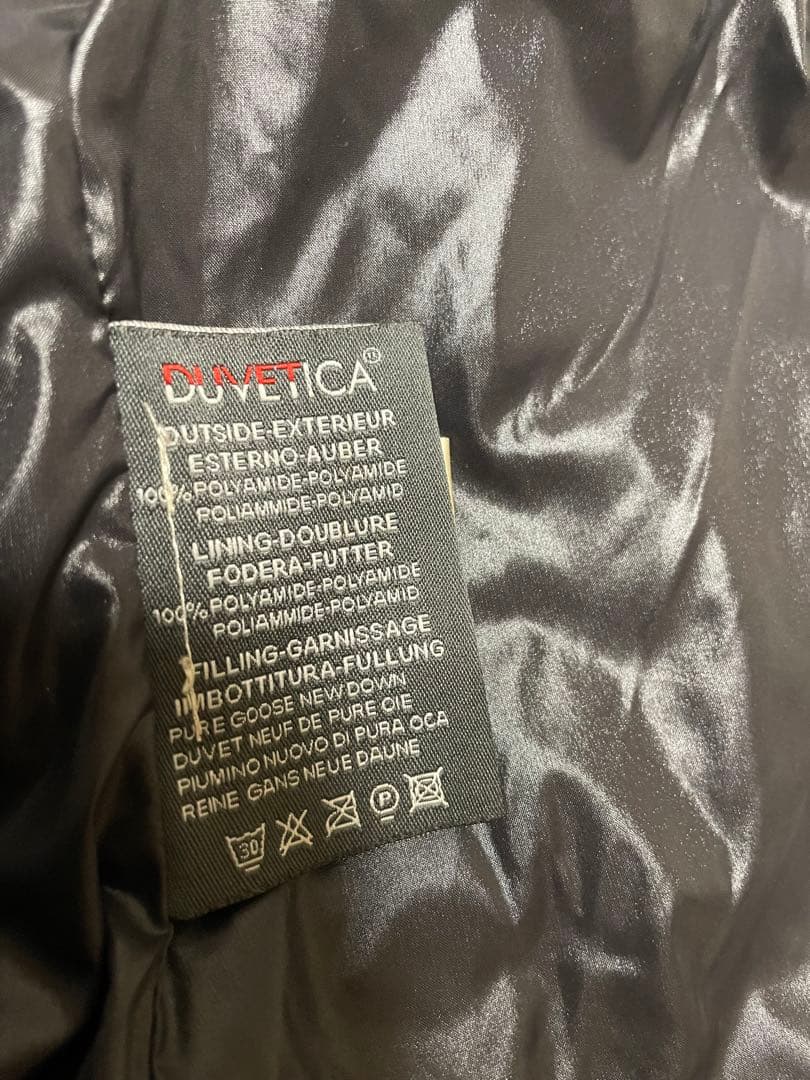 DUVETICA®
OUTSIDE-EXTERIEUR
ESTERNO-AUBER
100% POLYAMIDE-POLYAMIDE
POLIAMMIDE-POLYAMID
LINING-DOUBLURE
FODERA-FUTTER
100% POLYAMIDE-POLYAMIDE
POLIAMMIDE-POLYAMID
FILLING-GARNISSAGE
IMBOTTITURA-FULLUNG
PURE GOOSE NEW DOWN
DUVET NEUF DE PURE OIE
PIUMINO NUOVO DI PURA OCA
REINE GANS NEUE DAUNE
30 P